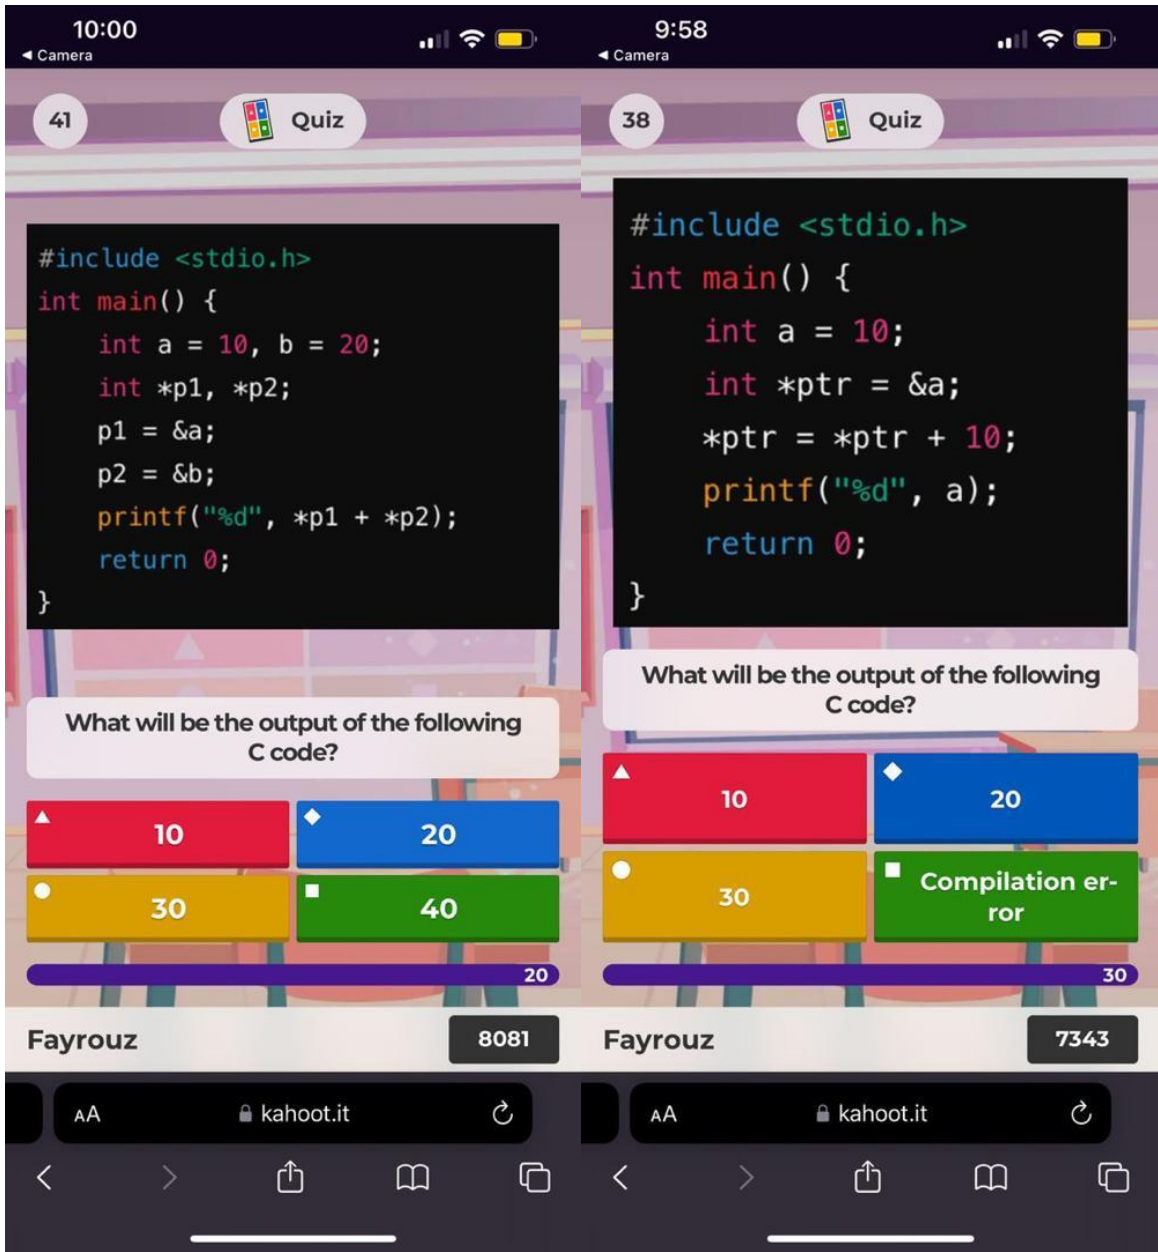 10:00
◄ Camera
41
Quiz
#include <stdio.h>
int main() {
    int a = 10, b = 20;
    int *p1, *p2;
    p1 = &a;
    p2 = &b;
    printf("%d", *p1 + *p2);
    return 0;
}
What will be the output of the following
C code?
10
20
30
40
20
Fayrouz
8081
AA
kahoot.it
9:58
◄ Camera
38
Quiz
#include <stdio.h>
int main() {
    int a = 10;
    int *ptr = &a;
    *ptr = *ptr + 10;
    printf("%d", a);
    return 0;
}
What will be the output of the following
C code?
10
20
30
Compilation er-
ror
30
Fayrouz
7343
AA
kahoot.it